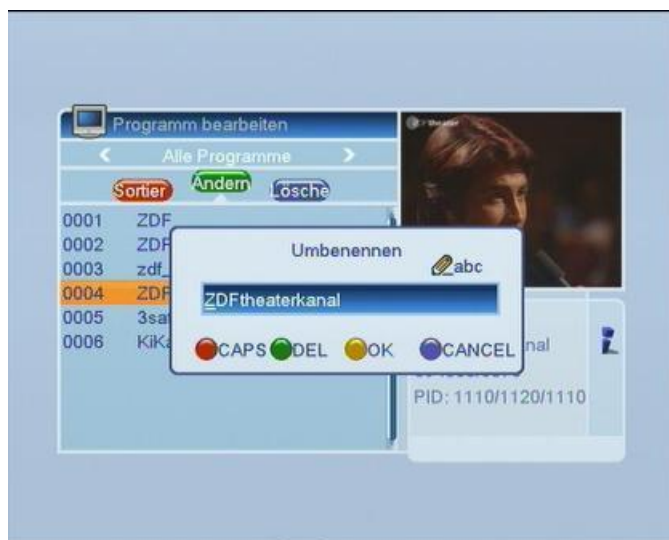 Programm bearbeiten
Alle Programme
Sortier Ändern Lösche
0001 ZDF
0002 ZDF
0003 zdf_
0004 ZDF
0005 3sat
0006 KiKa
Umbenennen
abc
ZDFtheaterkanal
CAPS DEL OK CANCEL
nal
PID: 1110/1120/1110
theater